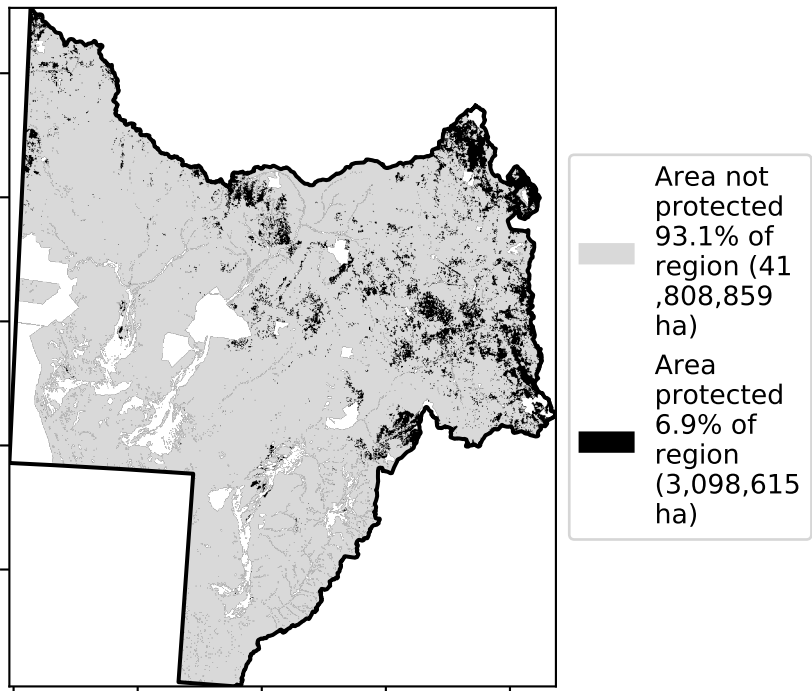 Area not
protected
93.1% of
region (41
,808,859
ha)
Area
protected
6.9% of
region
(3,098,615
ha)